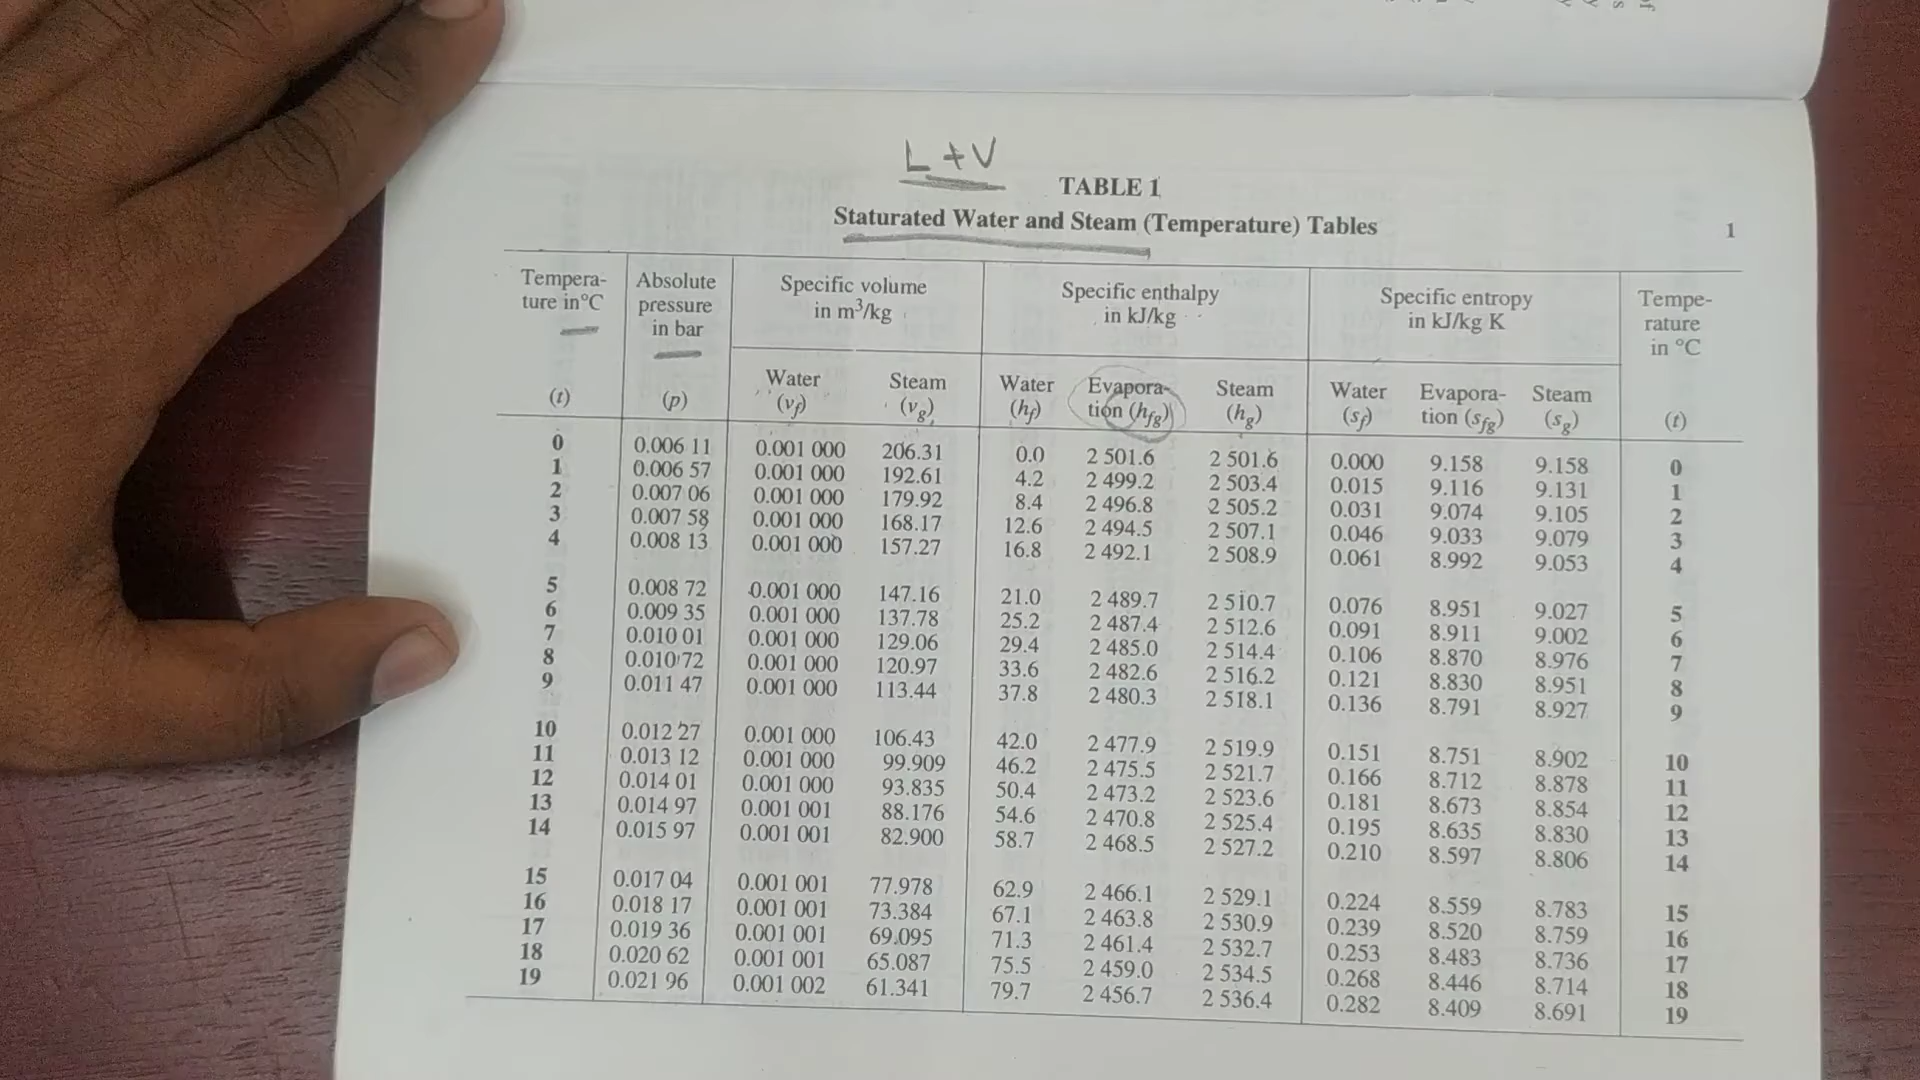 L + V
TABLE 1
Staturated Water and Steam (Temperature) Tables
1
Tempera-ture in°C (t) Absolute pressure in bar (p) Specific volume in m³/kg Specific enthalpy in kJ/kg Specific entropy in kJ/kg K Tempe-rature in °C (t)
Water (vf) Steam (vg) Water (hf) Evapora-tion (hfg) Steam (hg) Water (sf) Evapora-tion (sfg) Steam (sg)
0 0.006 11 0.001 000 206.31 0.0 2 501.6 2 501.6 0.000 9.158 9.158 0
1 0.006 57 0.001 000 192.61 4.2 2 499.2 2 503.4 0.015 9.116 9.131 1
2 0.007 06 0.001 000 179.92 8.4 2 496.8 2 505.2 0.031 9.074 9.105 2
3 0.007 58 0.001 000 168.17 12.6 2 494.5 2 507.1 0.046 9.033 9.079 3
4 0.008 13 0.001 000 157.27 16.8 2 492.1 2 508.9 0.061 8.992 9.053 4
5 0.008 72 0.001 000 147.16 21.0 2 489.7 2 510.7 0.076 8.951 9.027 5
6 0.009 35 0.001 000 137.78 25.2 2 487.4 2 512.6 0.091 8.911 9.002 6
7 0.010 01 0.001 000 129.06 29.4 2 485.0 2 514.4 0.106 8.870 8.976 7
8 0.010 72 0.001 000 120.97 33.6 2 482.6 2 516.2 0.121 8.830 8.951 8
9 0.011 47 0.001 000 113.44 37.8 2 480.3 2 518.1 0.136 8.791 8.927 9
10 0.012 27 0.001 000 106.43 42.0 2 477.9 2 519.9 0.151 8.751 8.902 10
11 0.013 12 0.001 000 99.909 46.2 2 475.5 2 521.7 0.166 8.712 8.878 11
12 0.014 01 0.001 000 93.835 50.4 2 473.2 2 523.6 0.181 8.673 8.854 12
13 0.014 97 0.001 001 88.176 54.6 2 470.8 2 525.4 0.195 8.635 8.830 13
14 0.015 97 0.001 001 82.900 58.7 2 468.5 2 527.2 0.210 8.597 8.806 14
15 0.017 04 0.001 001 77.978 62.9 2 466.1 2 529.1 0.224 8.559 8.783 15
16 0.018 17 0.001 001 73.384 67.1 2 463.8 2 530.9 0.239 8.520 8.759 16
17 0.019 36 0.001 001 69.095 71.3 2 461.4 2 532.7 0.253 8.483 8.736 17
18 0.020 62 0.001 001 65.087 75.5 2 459.0 2 534.5 0.268 8.446 8.714 18
19 0.021 96 0.001 002 61.341 79.7 2 456.7 2 536.4 0.282 8.409 8.691 19